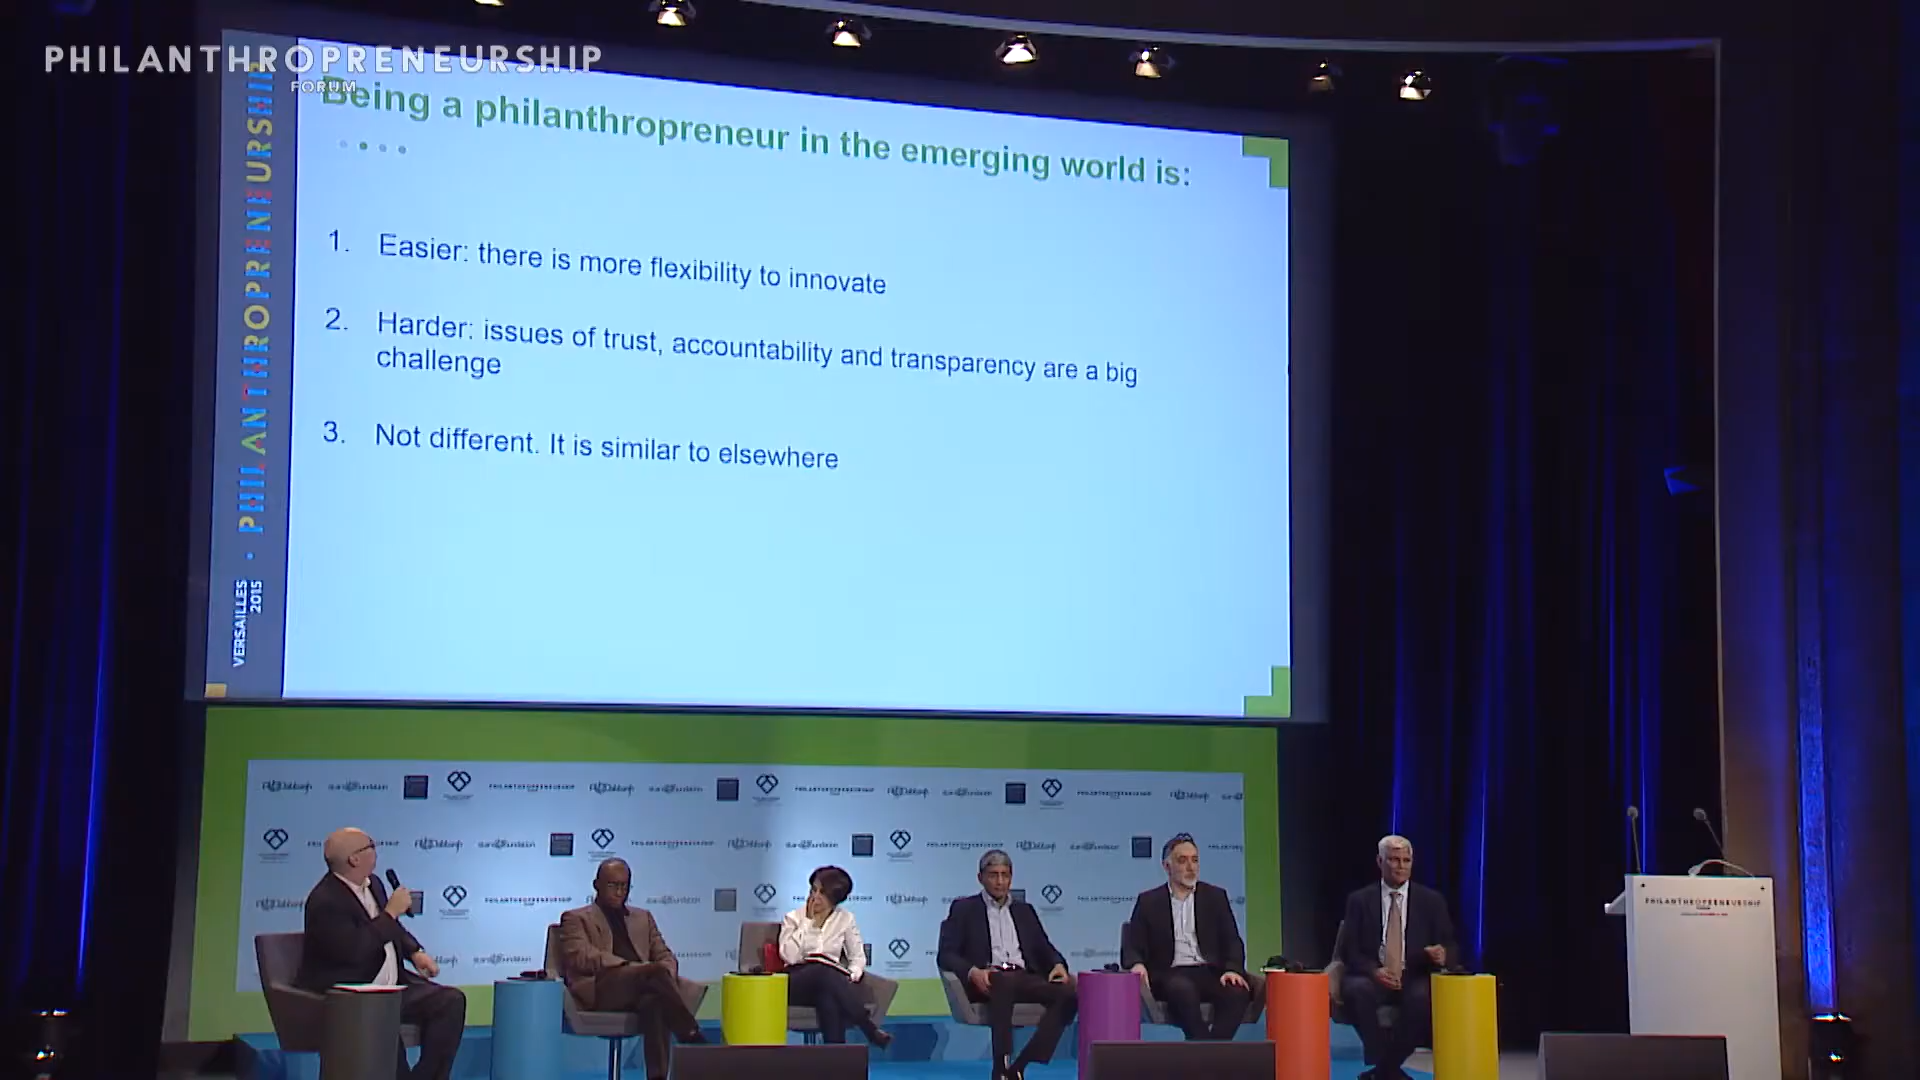 PHILANTHROPRENEURSHIP
FORUM
Being a philanthropreneur in the emerging world is:
1. Easier: there is more flexibility to innovate
2. Harder: issues of trust, accountability and transparency are a big
challenge
3. Not different. It is similar to elsewhere
VERSAILLES
2015
PHILANTHROPRENEURSHIP
PHILANTHROPRENEURSHIP